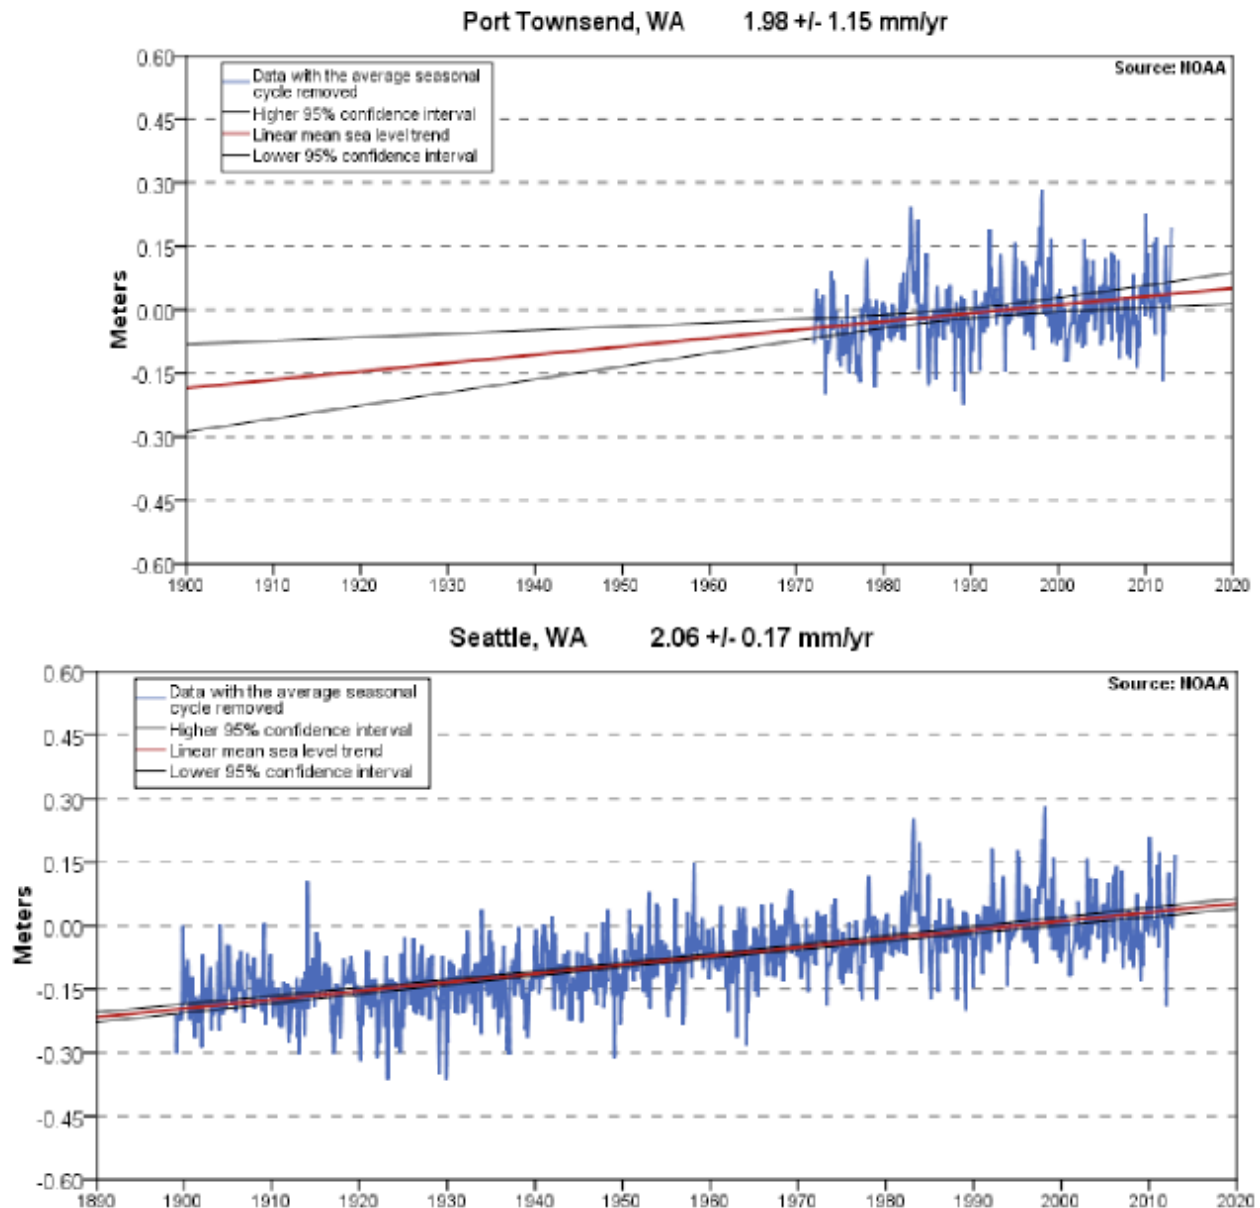 Port Townsend, WA 1.98 +/- 1.15 mm/yr
Source: NOAA
Data with the average seasonal
cycle removed
Higher 95% confidence interval
Linear mean sea level trend
Lower 95% confidence interval
Meters
0.60
0.45
0.30
0.15
0.00
-0.15
-0.30
-0.45
-0.60
1900 1910 1920 1930 1940 1950 1960 1970 1980 1990 2000 2010 2020
Seattle, WA 2.06 +/- 0.17 mm/yr
Source: NOAA
Data with the average seasonal
cycle removed
Higher 95% confidence interval
Linear mean sea level trend
Lower 95% confidence interval
Meters
0.60
0.45
0.30
0.15
0.00
-0.15
-0.30
-0.45
-0.60
1890 1900 1910 1920 1930 1940 1950 1960 1970 1980 1990 2000 2010 2020